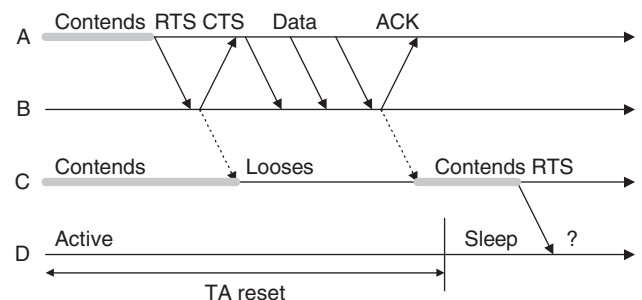 A Contends RTS CTS Data ACK
B
C Contends Looses Contends RTS
D Active Sleep ?
TA reset